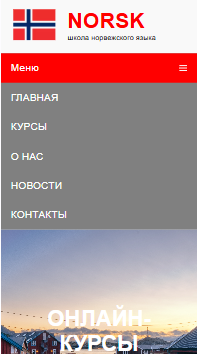 NORSK
школа норвежского языка
Меню
ГЛАВНАЯ
КУРСЫ
О НАС
НОВОСТИ
КОНТАКТЫ
ОНЛАЙН-
КУРСЫ